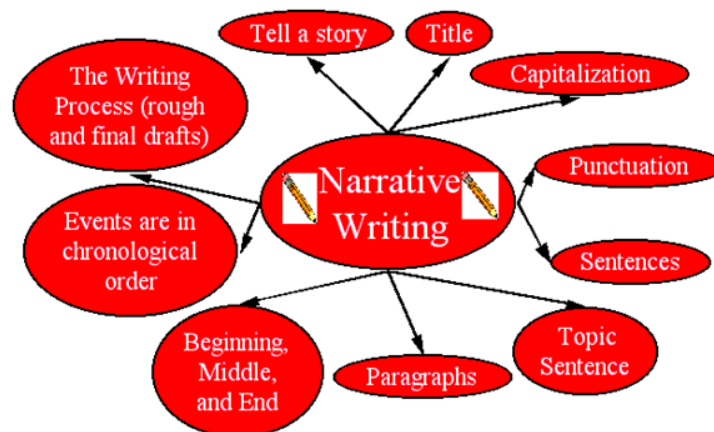 Tell a story
Title
Capitalization
The Writing
Process (rough
and final drafts)
Narrative
Writing
Punctuation
Events are in
chronological
order
Sentences
Beginning,
Middle,
and End
Paragraphs
Topic
Sentence